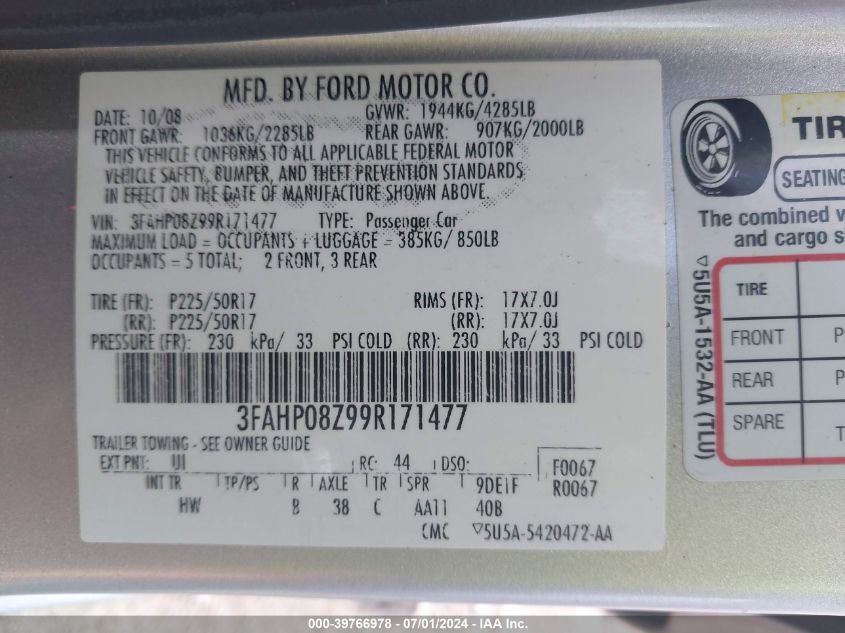 MFD. BY FORD MOTOR CO.
DATE: 10/08 GVWR: 1944KG/4285LB
FRONT GAWR: 1036KG/2285LB REAR GAWR: 907KG/2000LB
THIS VEHICLE CONFORMS TO ALL APPLICABLE FEDERAL MOTOR
VEHICLE SAFETY, BUMPER, AND THEFT PREVENTION STANDARDS
IN EFFECT ON THE DATE OF MANUFACTURE SHOWN ABOVE.
VIN: 3FAHP08Z99R171477 TYPE: Passenger Car
MAXIMUM LOAD = OCCUPANTS + LUGGAGE = 385KG/ 850LB
OCCUPANTS = 5 TOTAL; 2 FRONT, 3 REAR
TIRE (FR): P225/50R17 RIMS (FR): 17X7.0J
(RR): P225/50R17 (RR): 17X7.0J
PRESSURE (FR): 230 kPa/ 33 PSI COLD (RR): 230 kPa/ 33 PSI COLD
3FAHP08Z99R171477
TRAILER TOWING - SEE OWNER GUIDE
EXT PNT: UI RC: 44 DSO: F0067
INT TR TP/PS R AXLE TR SPR 9DE1F R0067
HW B 38 C AA11 40B
CMC ▽5U5A-5420472-AA
TIR
SEATING
The combined w
and cargo s
▽5U5A-1532-AA (TLU)
TIRE
FRONT P
REAR P
SPARE T
000-39766978 - 07/01/2024 - IAA Inc.